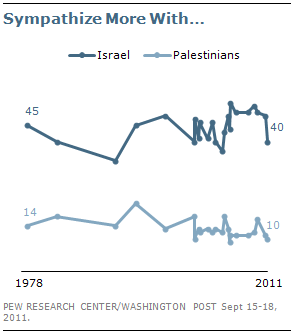 Sympathize More With...
Israel
Palestinians
45
40
14
10
1978
2011
PEW RESEARCH CENTER/WASHINGTON POST Sept 15-18,
2011.